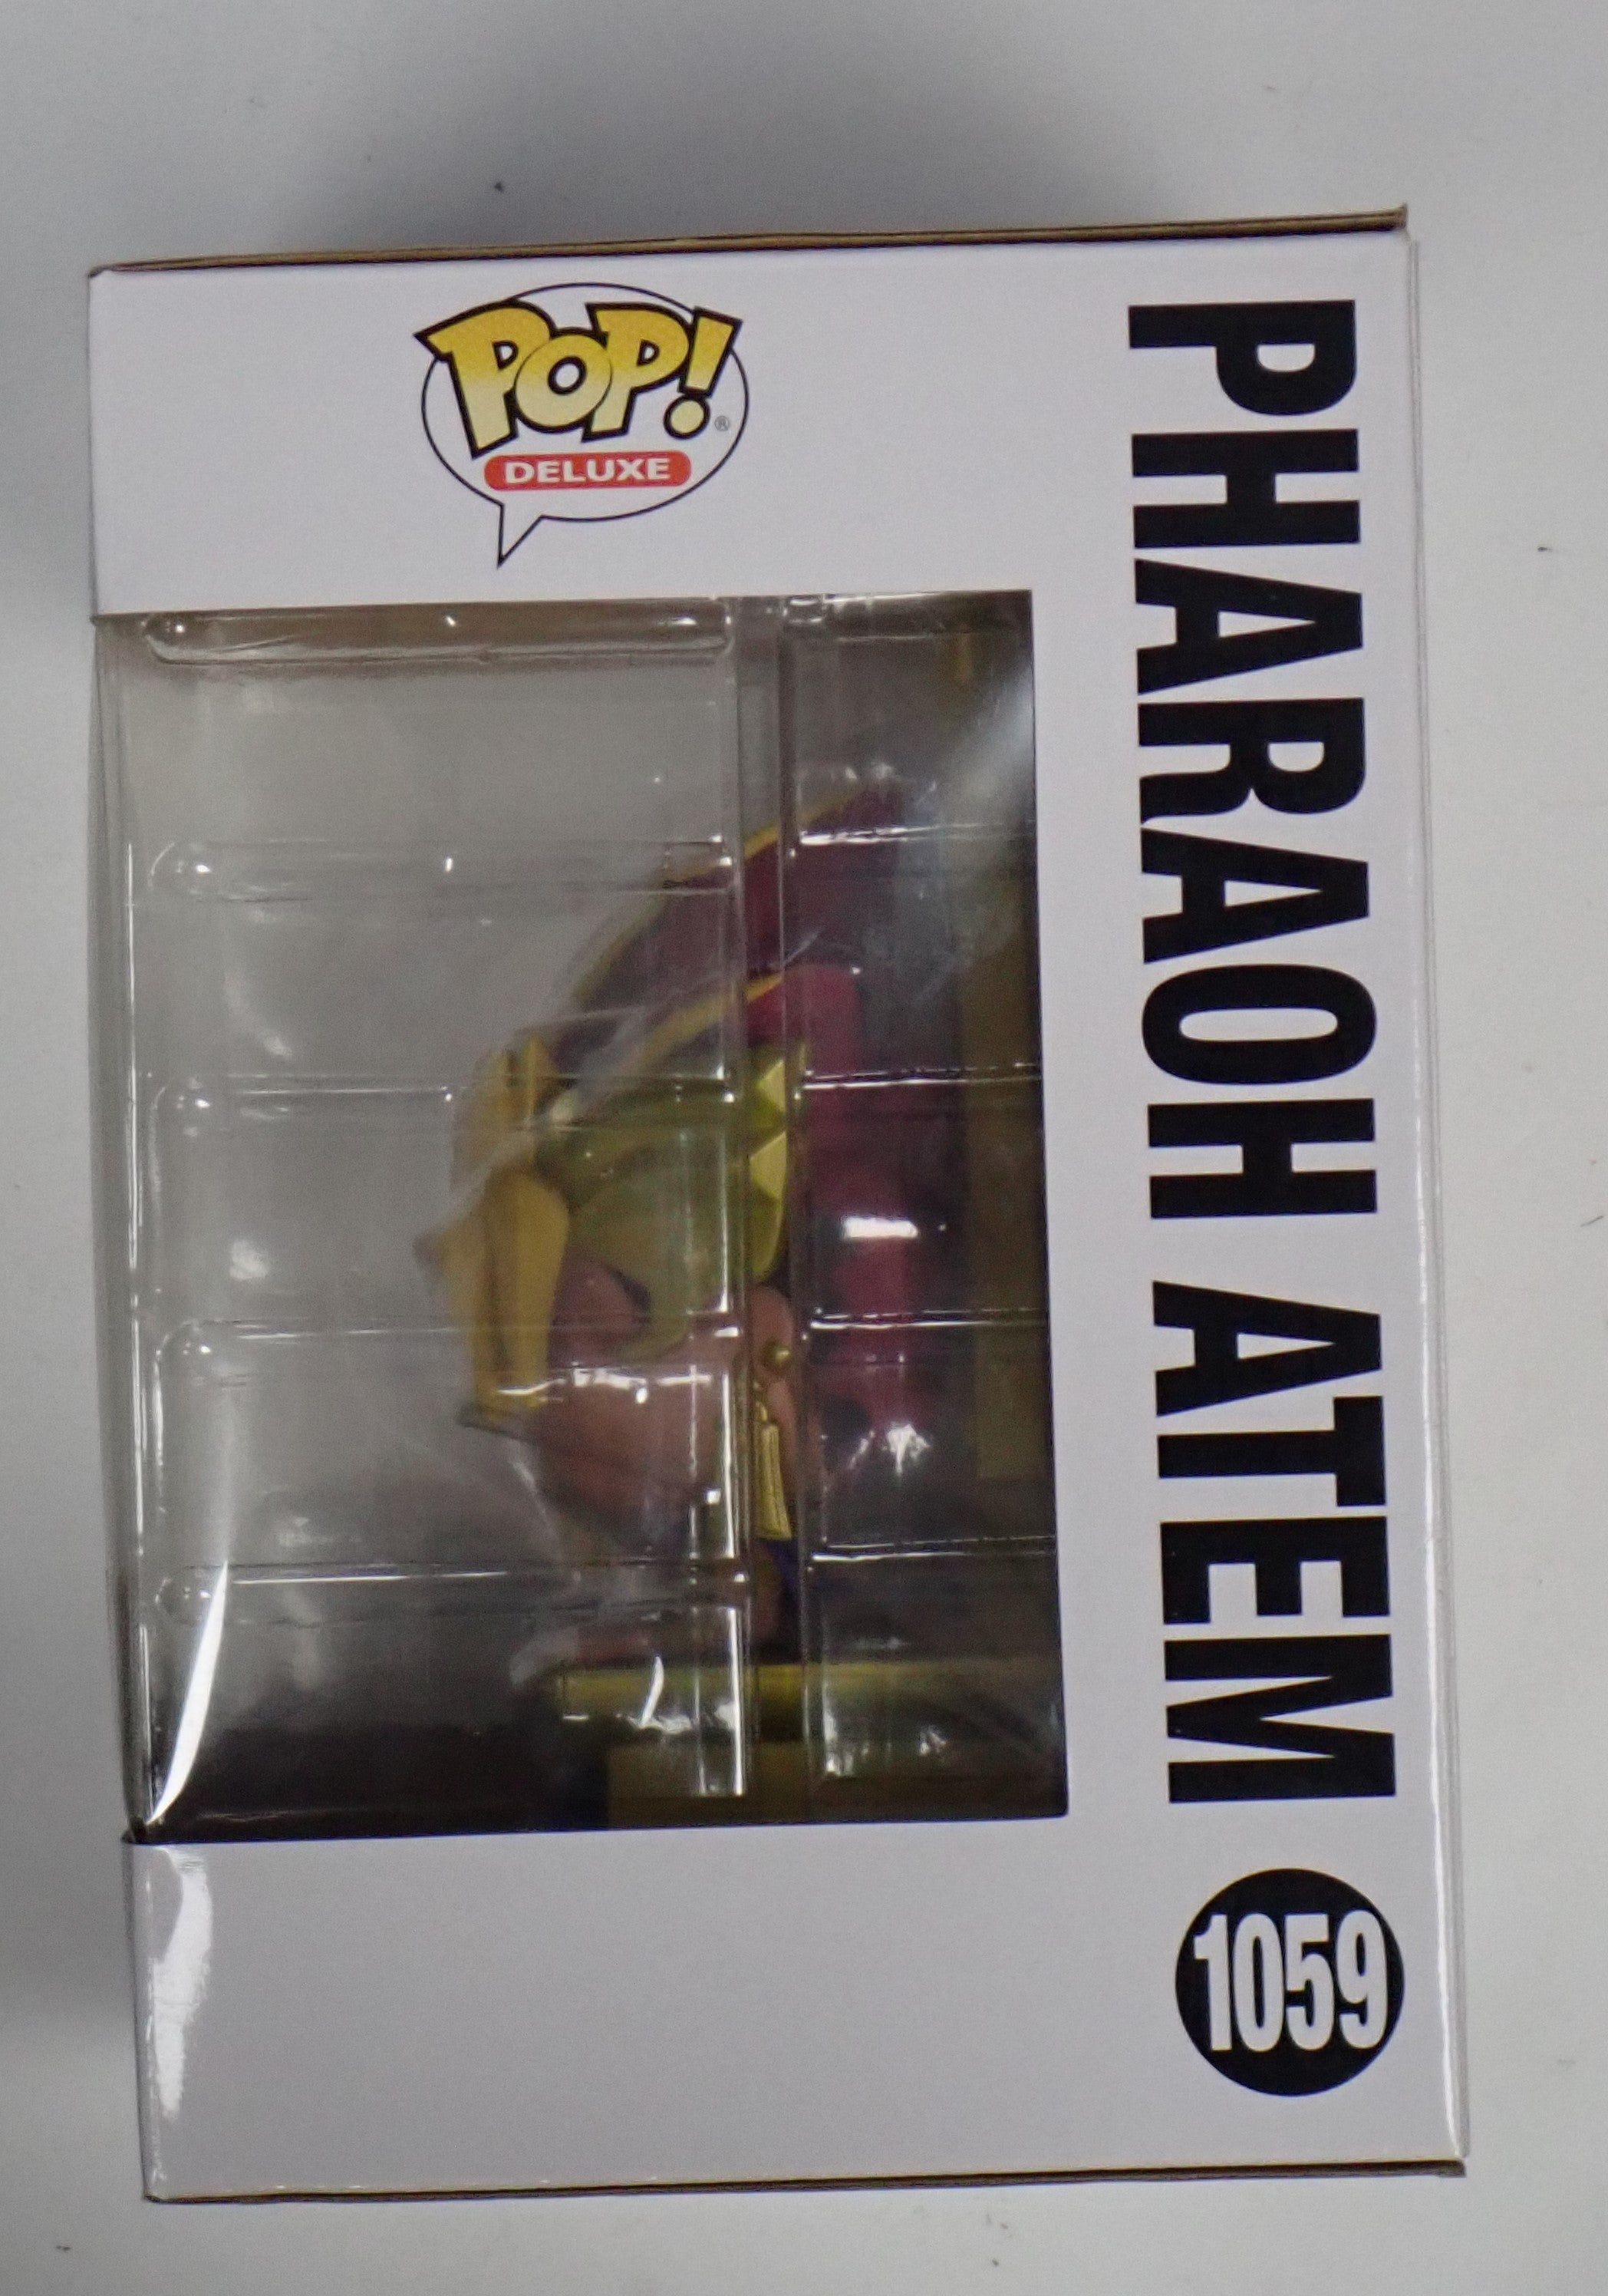 POP!®
DELUXE
PHARAOH ATEM
1059